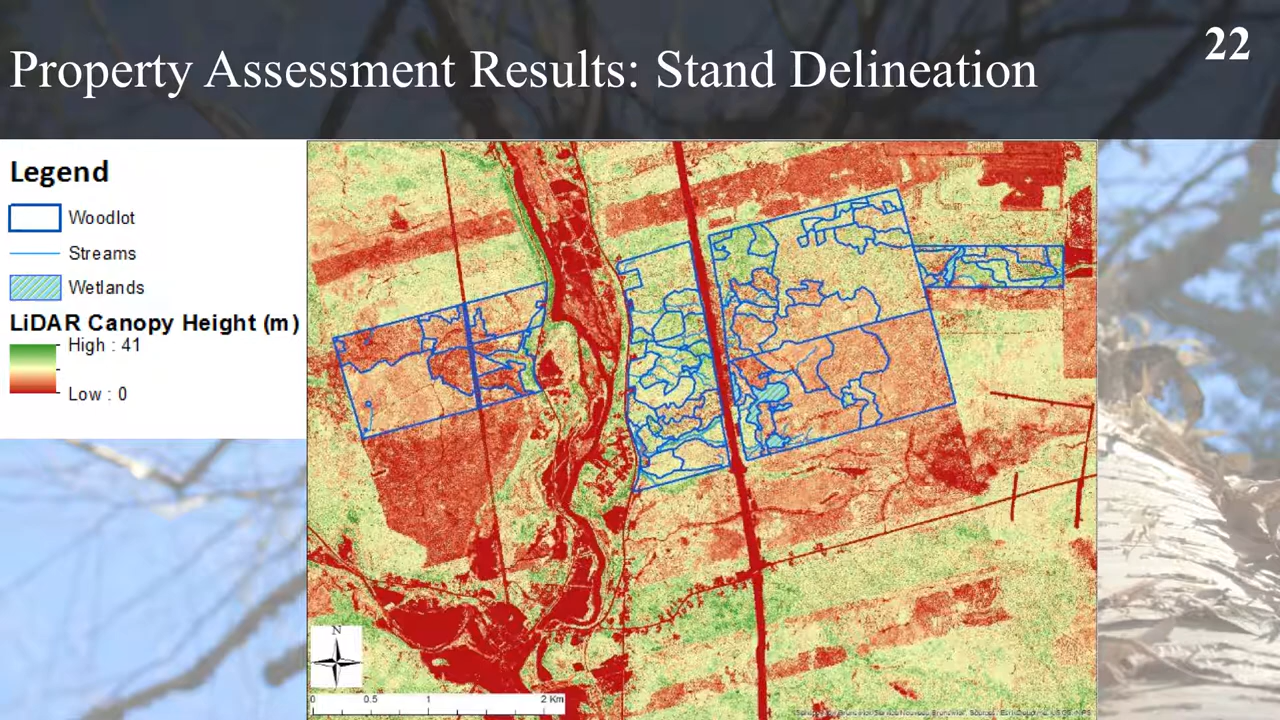 Property Assessment Results: Stand Delineation
22
Legend
Woodlot
Streams
Wetlands
LiDAR Canopy Height (m)
High : 41
Low : 0
N
0 0.5 1 2 Km